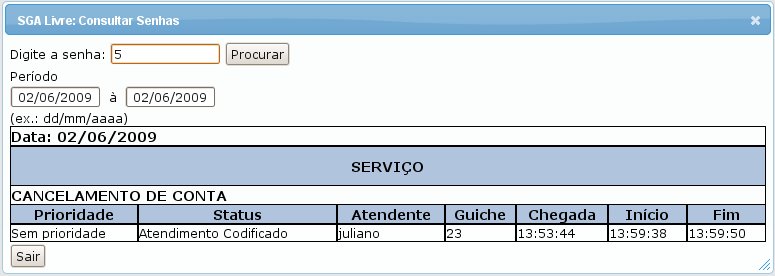 SGA Livre: Consultar Senhas
Digite a senha: 5 Procurar
Período
02/06/2009 à 02/06/2009
(ex.: dd/mm/aaaa)
Data: 02/06/2009
SERVIÇO
CANCELAMENTO DE CONTA
Prioridade Status Atendente Guiche Chegada Início Fim
Sem prioridade Atendimento Codificado juliano 23 13:53:44 13:59:38 13:59:50
Sair